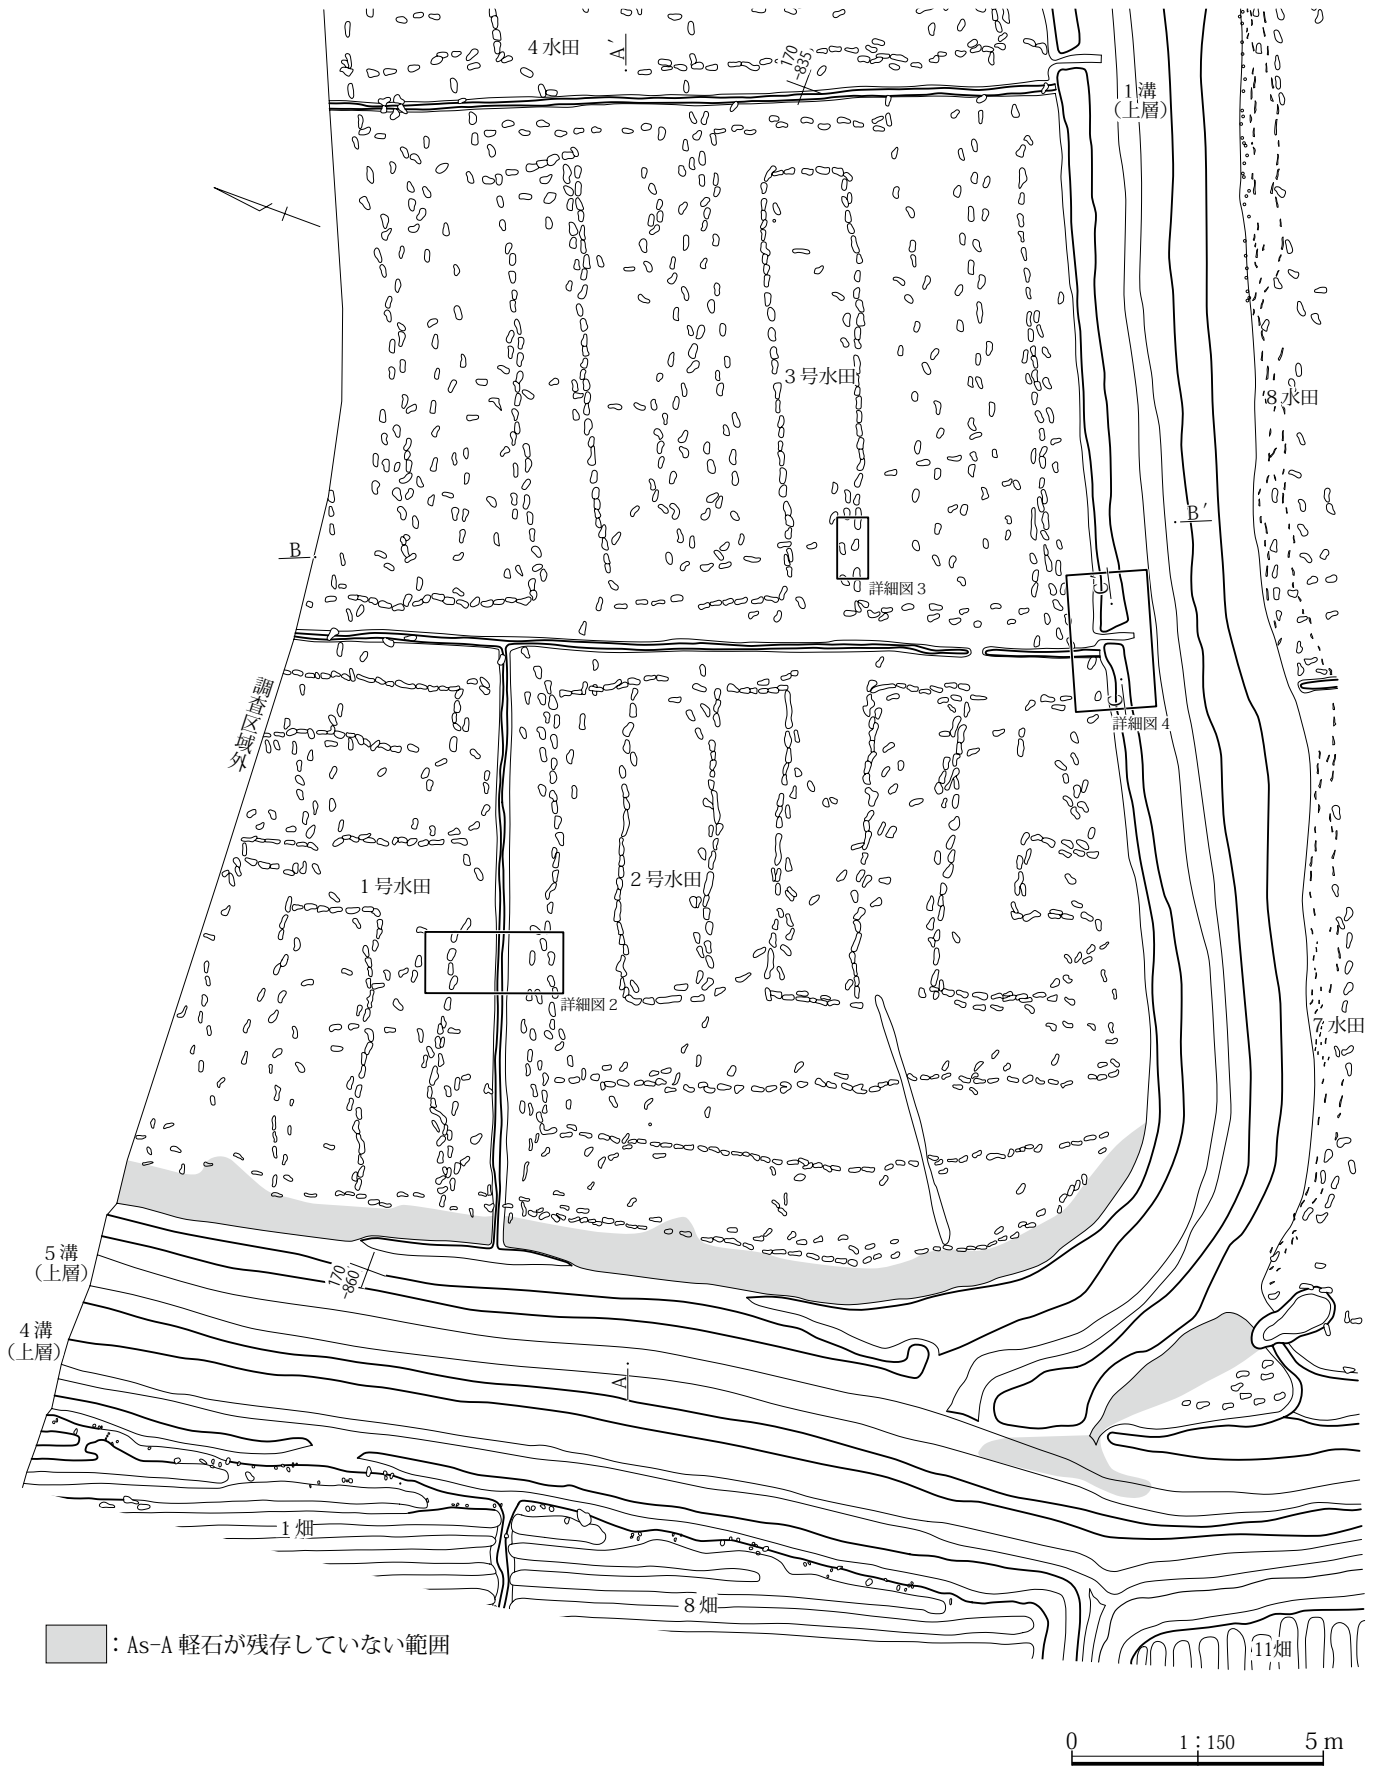 4水田
A′
170
-835
1溝
(上層)
3号水田
8水田
B
B′
詳細図3
C′
C
詳細図4
調査区域外
1号水田
2号水田
詳細図2
7水田
5溝
(上層)
170
-860
4溝
(上層)
A
1畑
8畑
11畑
：As-A 軽石が残存していない範囲
0 1：150 5m